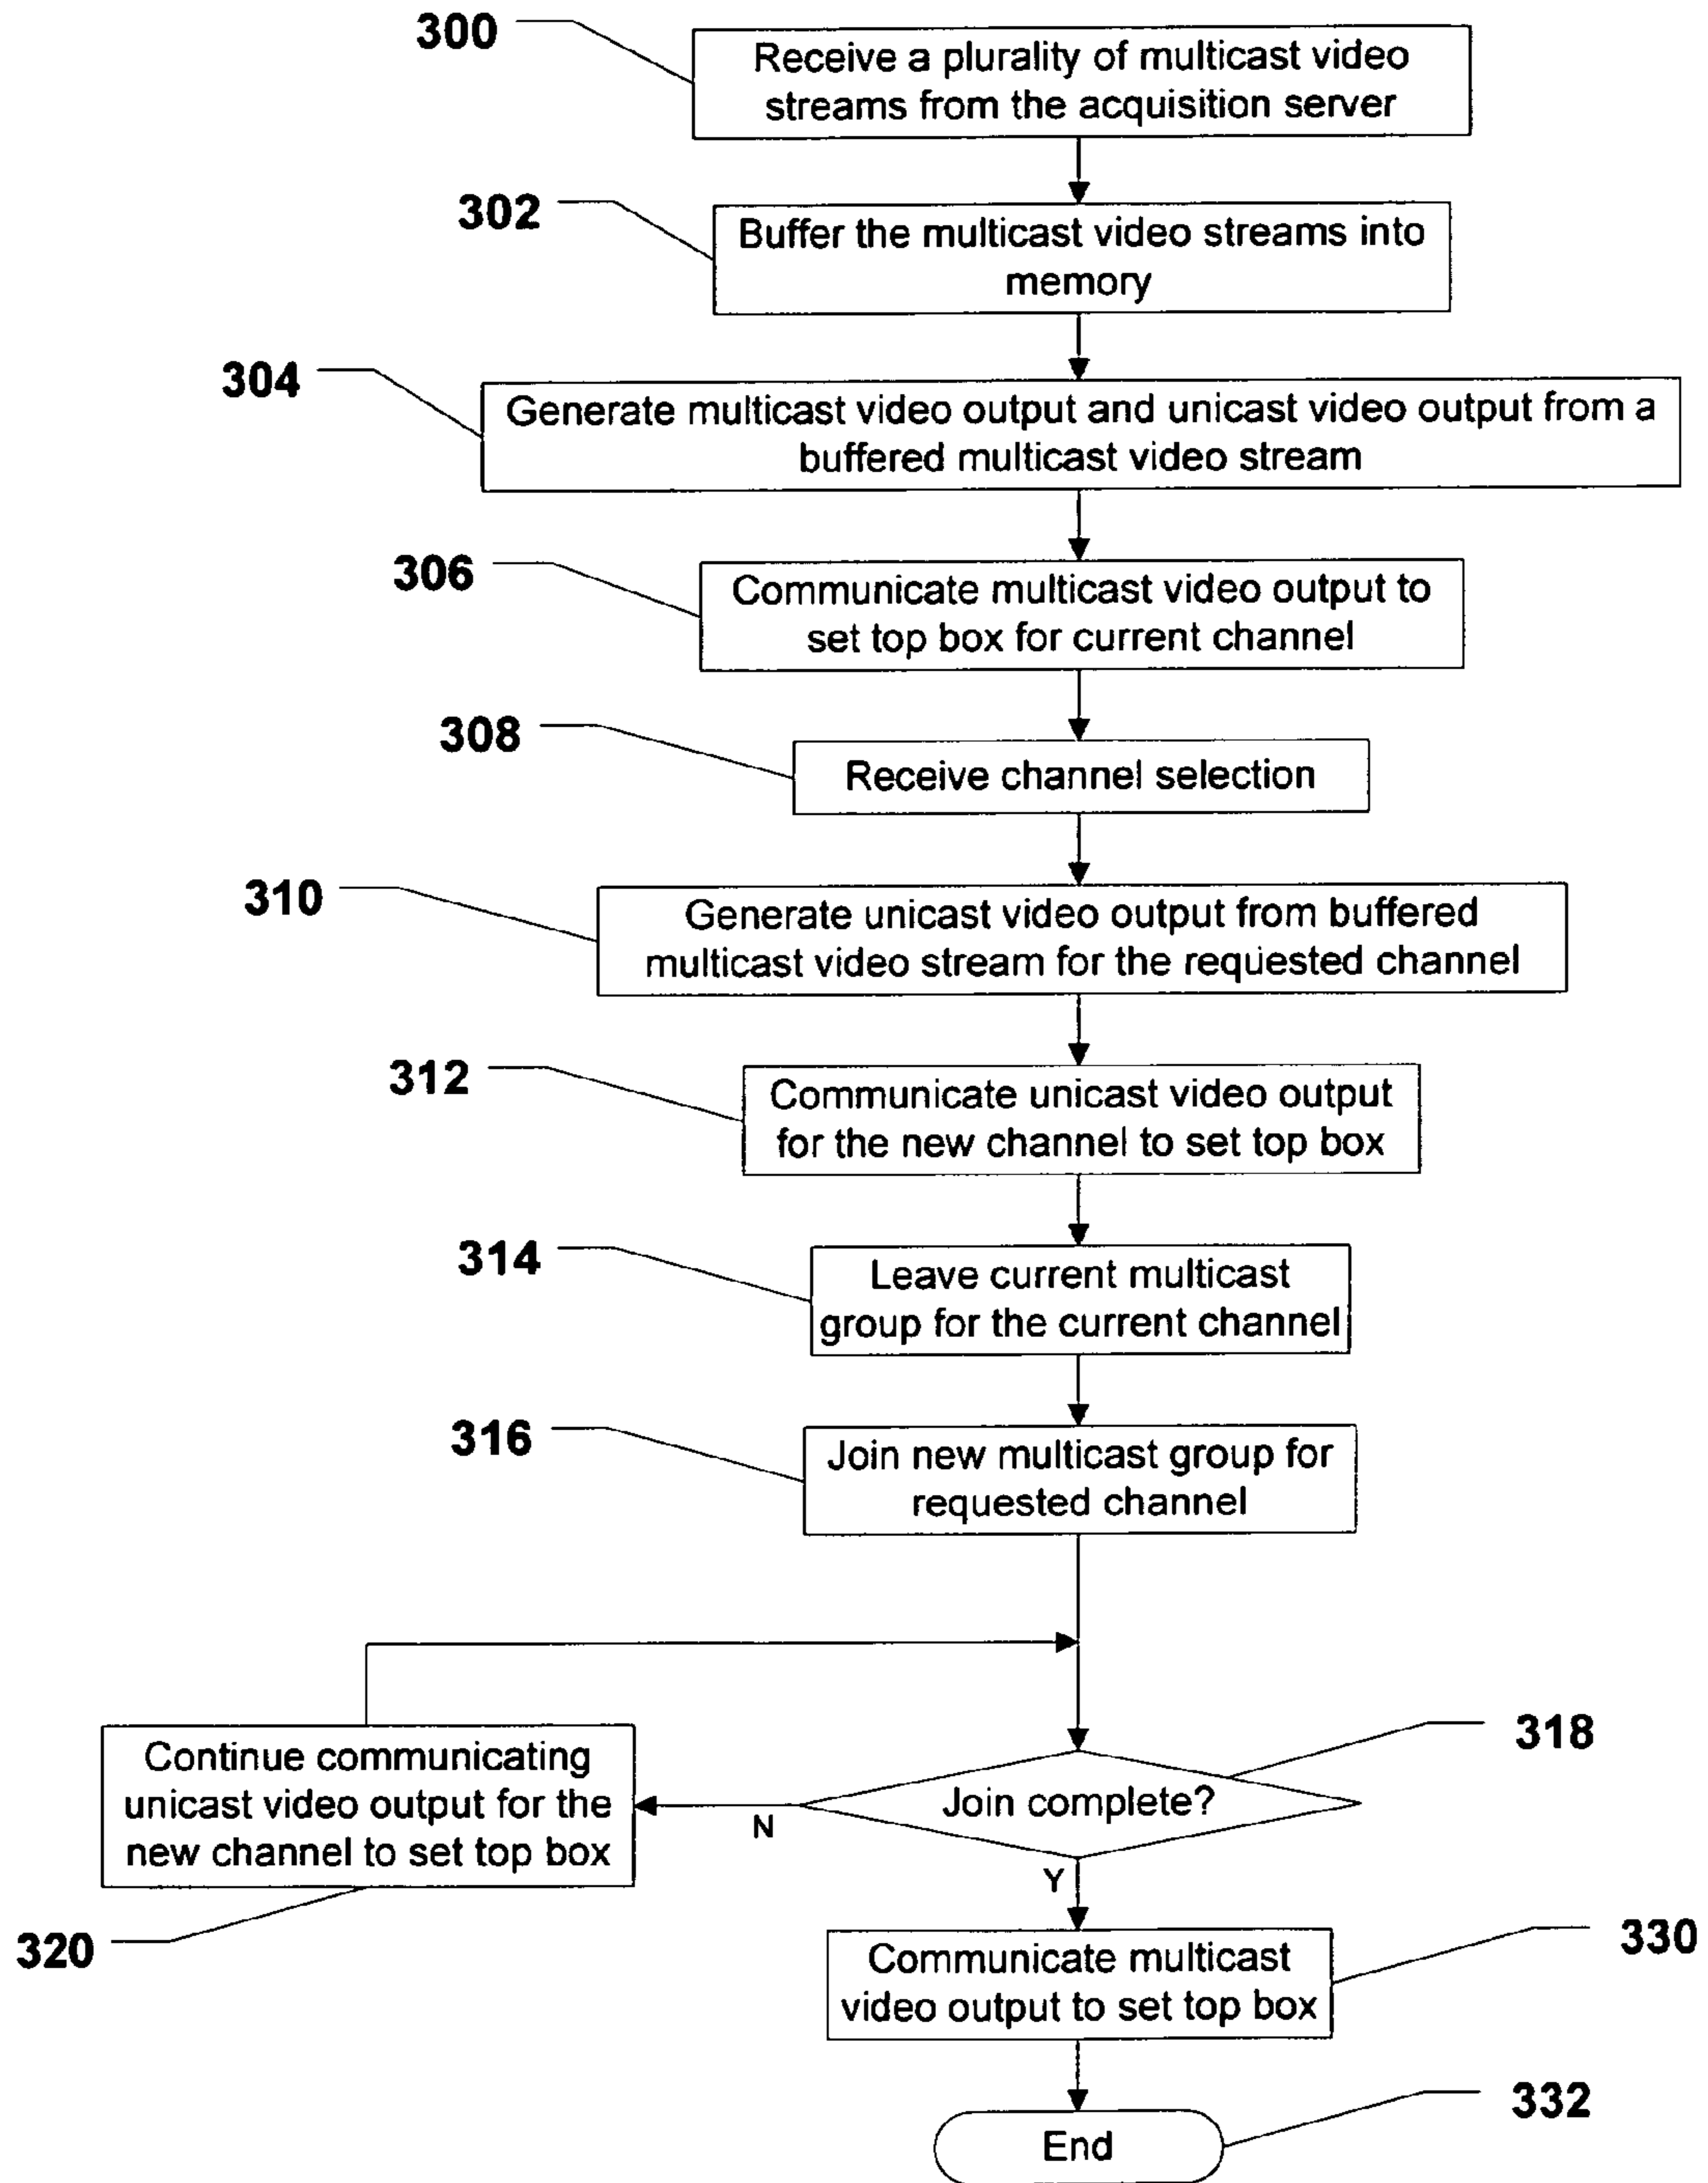 300
Receive a plurality of multicast video
streams from the acquisition server
302
Buffer the multicast video streams into
memory
304
Generate multicast video output and unicast video output from a
buffered multicast video stream
306
Communicate multicast video output to
set top box for current channel
308
Receive channel selection
310
Generate unicast video output from buffered
multicast video stream for the requested channel
312
Communicate unicast video output
for the new channel to set top box
314
Leave current multicast
group for the current channel
316
Join new multicast group for
requested channel
318
Join complete?
N
Continue communicating
unicast video output for the
new channel to set top box
320
Y
330
Communicate multicast
video output to set top box
332
End